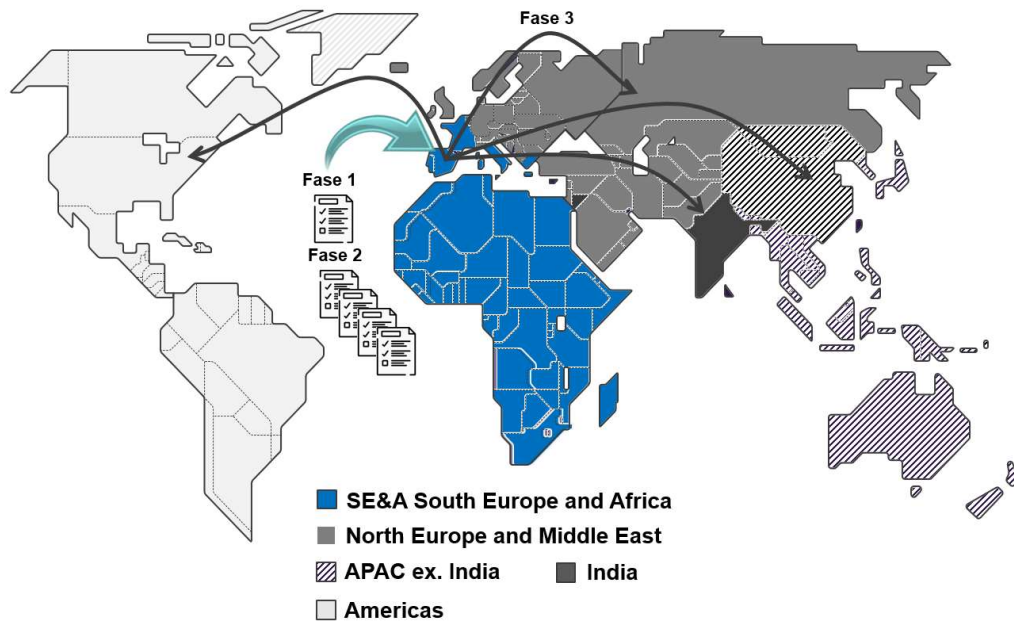 Fase 3
Fase 1
Fase 2
SE&A South Europe and Africa
North Europe and Middle East
APAC ex. India
India
Americas